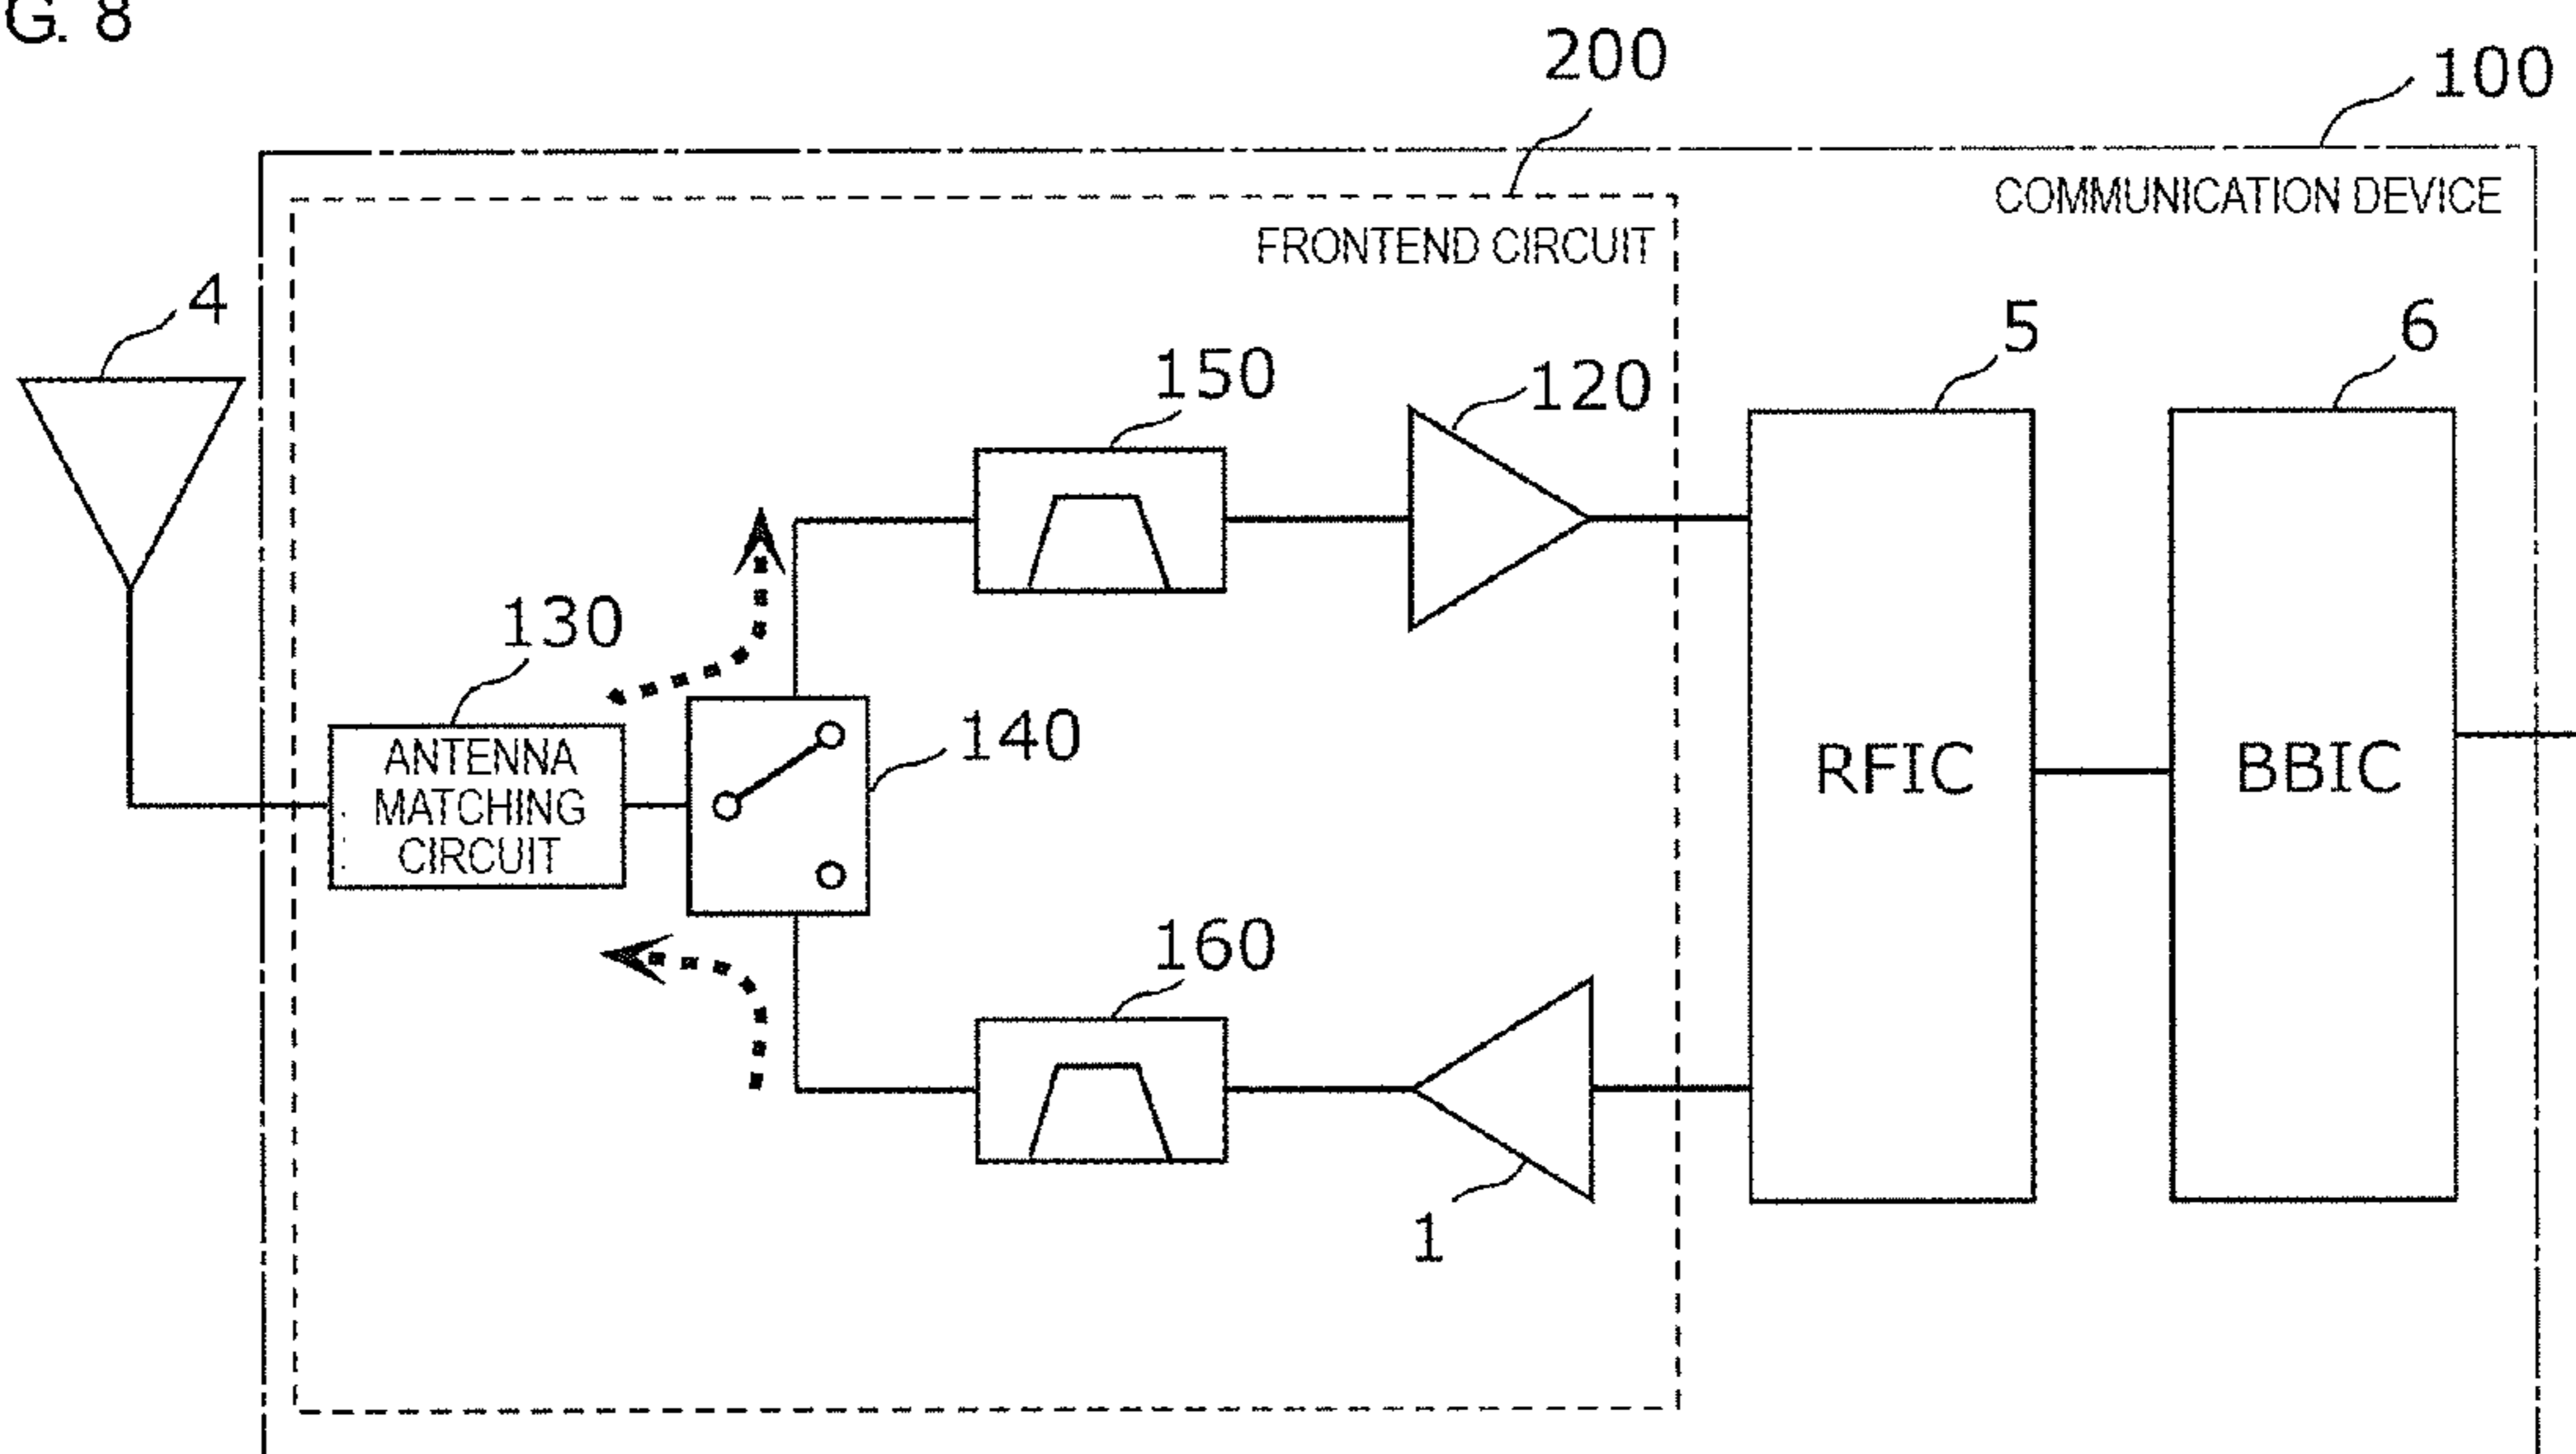 G. 8
200
100
COMMUNICATION DEVICE
FRONTEND CIRCUIT
4
5
6
150
120
130
140
ANTENNA
MATCHING
CIRCUIT
RFIC
BBIC
160
1